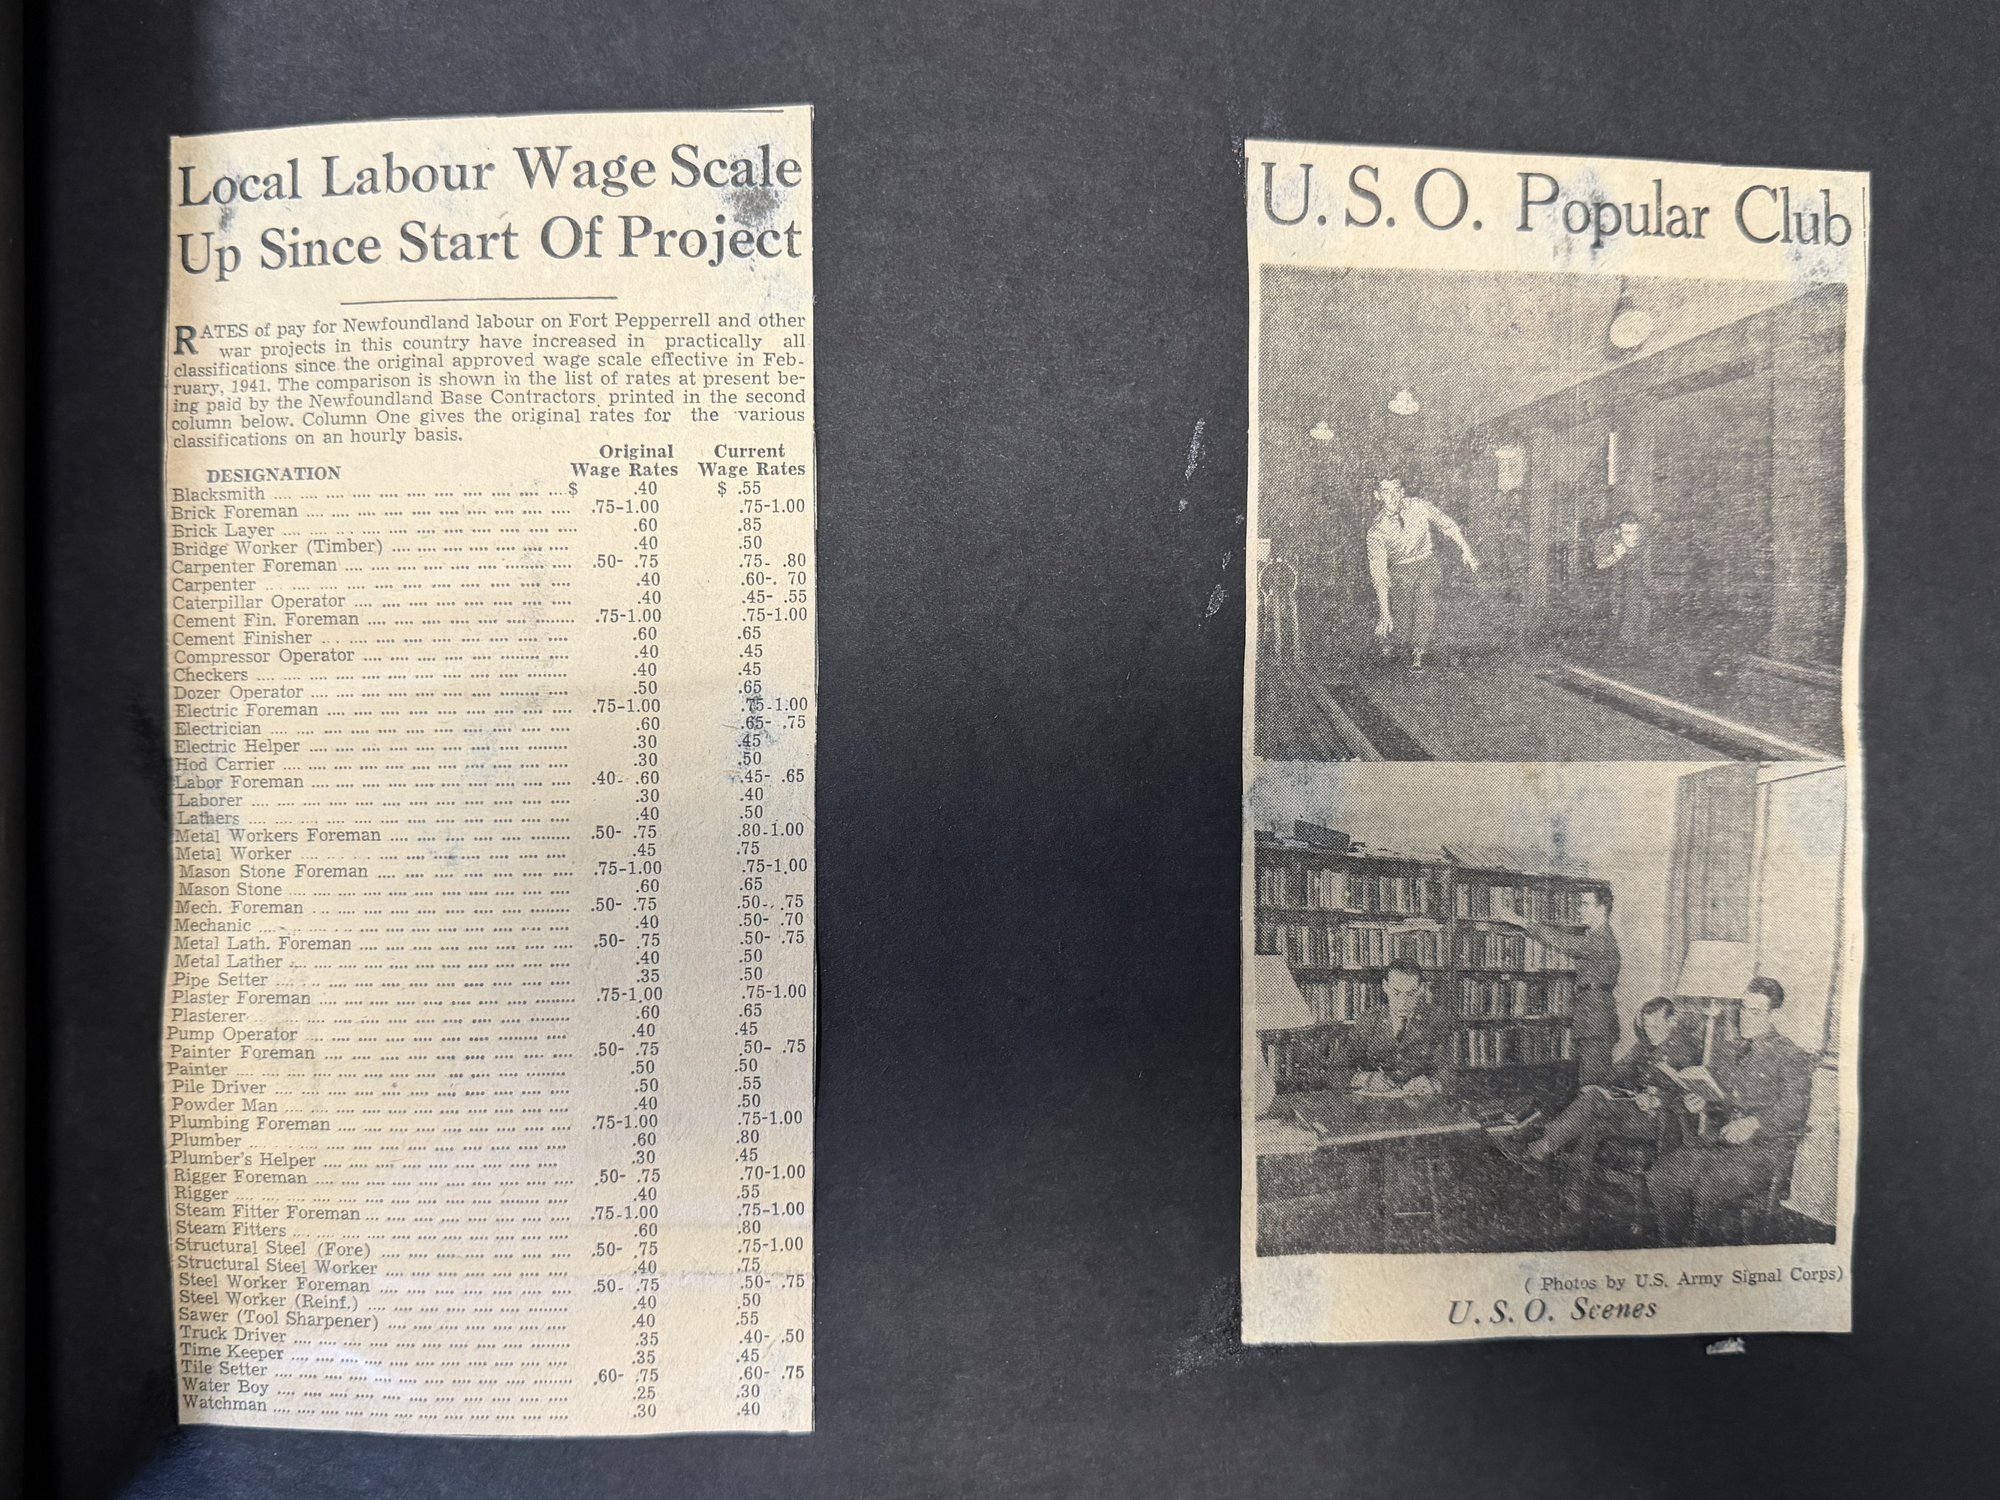 Local Labour Wage Scale
Up Since Start Of Project
RATES of pay for Newfoundland labour on Fort Pepperrell and other
war projects in this country have increased in practically all
classifications since the original approved wage scale effective in Feb-
ruary, 1941. The comparison is shown in the list of rates at present be-
ing paid by the Newfoundland Base Contractors printed in the second
column below. Column One gives the original rates for the various
classifications on an hourly basis.
Original Current
DESIGNATION Wage Rates Wage Rates
Blacksmith $ .40 $ .55
Brick Foreman .75-1.00 .75-1.00
Brick Layer .60 .85
Bridge Worker (Timber) .40 .50
Carpenter Foreman .50- .75 .75- .80
Carpenter .40 .60-. 70
Caterpillar Operator .40 .45- .55
Cement Fin. Foreman .75-1.00 .75-1.00
Cement Finisher .60 .65
Compressor Operator .40 .45
Checkers .40 .45
Dozer Operator .50 .65
Electric Foreman .75-1.00 .75-1.00
Electrician .60 .65- .75
Electric Helper .30 .45
Hod Carrier .30 .50
Labor Foreman .40- .60 .45- .65
Laborer .30 .40
Lathers .40 .50
Metal Workers Foreman .50- .75 .80-1.00
Metal Worker .45 .75
Mason Stone Foreman .75-1.00 .75-1.00
Mason Stone .60 .65
Mech. Foreman .50- .75 .50- .75
Mechanic .40 .50- .70
Metal Lath. Foreman .50- .75 .50- .75
Metal Lather .40 .50
Pipe Setter .35 .50
Plaster Foreman .75-1.00 .75-1.00
Plasterer .60 .65
Pump Operator .40 .45
Painter Foreman .50- .75 .50- .75
Painter .50 .50
Pile Driver .50 .55
Powder Man .40 .50
Plumbing Foreman .75-1.00 .75-1.00
Plumber .60 .80
Plumber's Helper .30 .45
Rigger Foreman .50- .75 .70-1.00
Rigger .40 .55
Steam Fitter Foreman .75-1.00 .75-1.00
Steam Fitters .60 .80
Structural Steel (Fore) .50- .75 .75-1.00
Structural Steel Worker .40 .75
Steel Worker Foreman .50- .75 .50- .75
Steel Worker (Reinf.) .40 .50
Sawer (Tool Sharpener) .40 .55
Truck Driver .35 .40- .50
Time Keeper .35 .45
Tile Setter .60- .75 .60- .75
Water Boy .25 .30
Watchman .30 .40
U. S. O. Popular Club
( Photos by U.S. Army Signal Corps)
U. S. O. Scenes